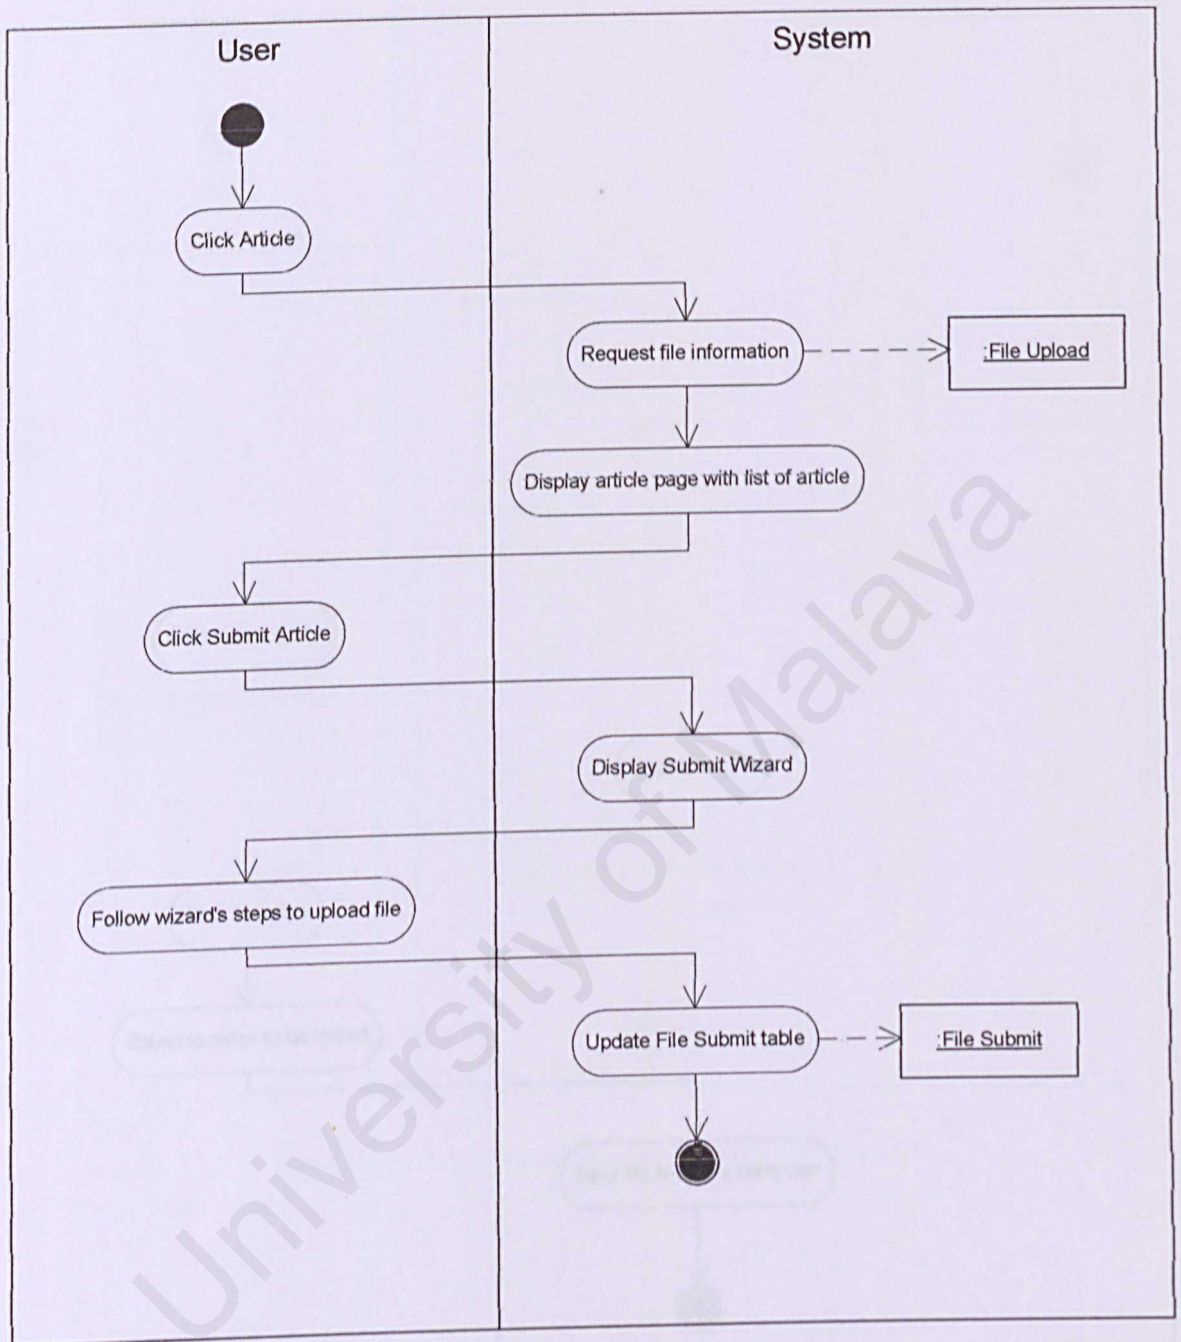 User
System
Click Article
Request file information
:File Upload
Display article page with list of article
Click Submit Article
Display Submit Wizard
Follow wizard's steps to upload file
Update File Submit table
:File Submit
University of Malaya